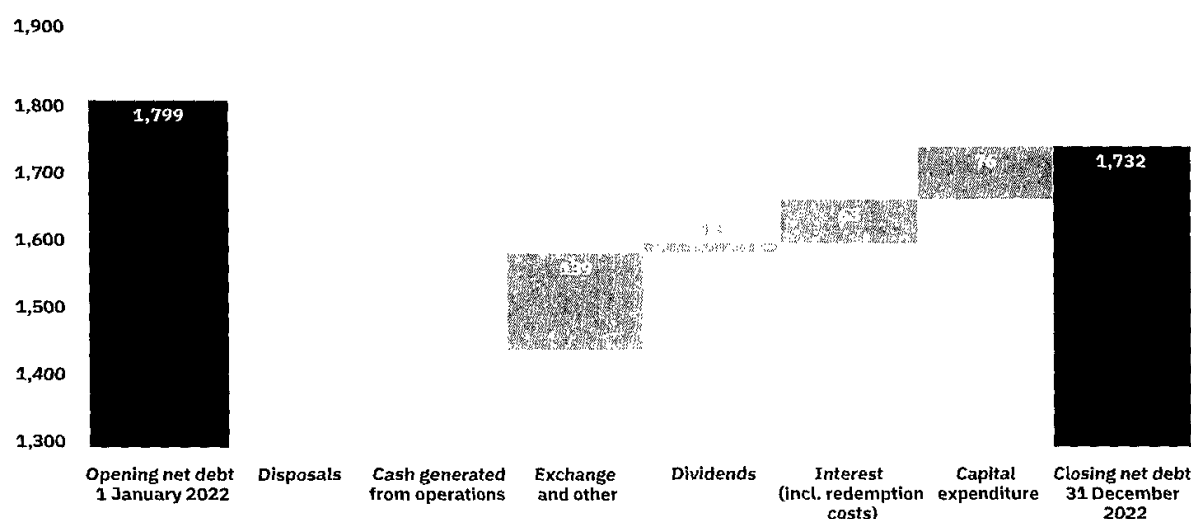 1,900
1,800
1,700
1,600
1,500
1,400
1,300
1,799
139
76
1,732
Opening net debt
1 January 2022
Disposals
Cash generated
from operations
Exchange
and other
Dividends
Interest
(incl. redemption
costs)
Capital
expenditure
Closing net debt
31 December
2022